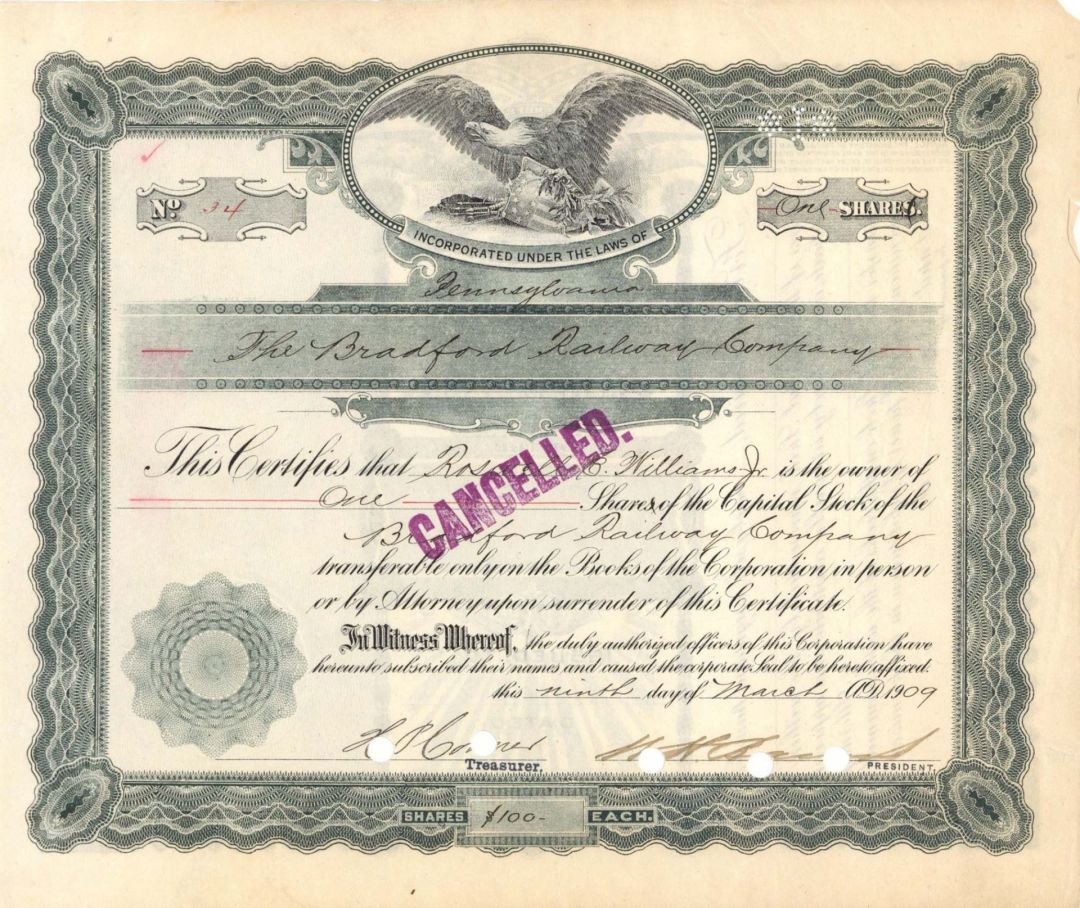 No 34
One SHARES.
INCORPORATED UNDER THE LAWS OF
Pennsylvania
The Bradford Railway Company
This Certifies that C. Williams Jr. is the owner of
One Shares of the Capital Stock of the
Bradford Railway Company
transferable only on the Books of the Corporation in person
or by Attorney upon surrender of this Certificate.
In Witness Whereof, the duly authorized officers of this Corporation have
hereunto subscribed their names and caused the corporate Seal to be hereto affixed.
this ninth day of March A.D. 1909
CANCELLED.
Treasurer.
PRESIDENT.
SHARES $100- EACH.